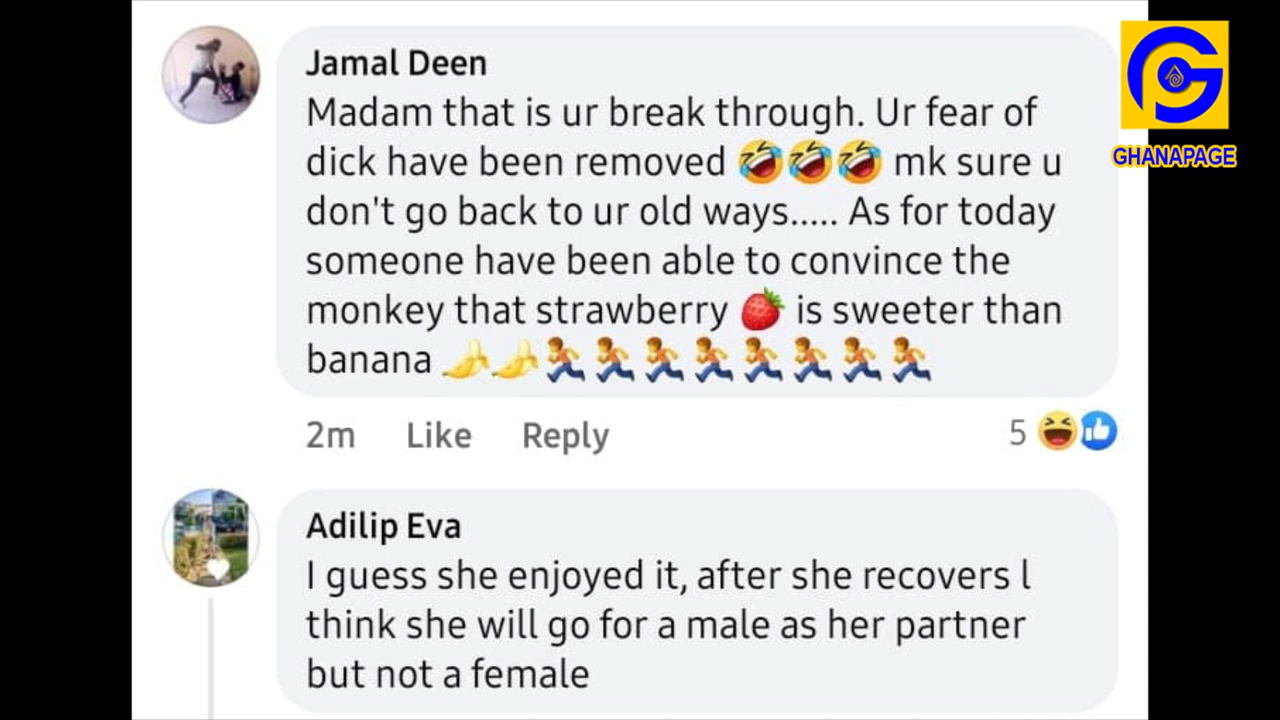 Jamal Deen
Madam that is ur break through. Ur fear of
dick have been removed 🤣🤣🤣 mk sure u
don't go back to ur old ways..... As for today
someone have been able to convince the
monkey that strawberry 🍓 is sweeter than
banana 🍌🍌🏃🏃🏃🏃🏃🏃🏃🏃
2m Like Reply 5
Adilip Eva
I guess she enjoyed it, after she recovers l
think she will go for a male as her partner
but not a female
GHANAPAGE